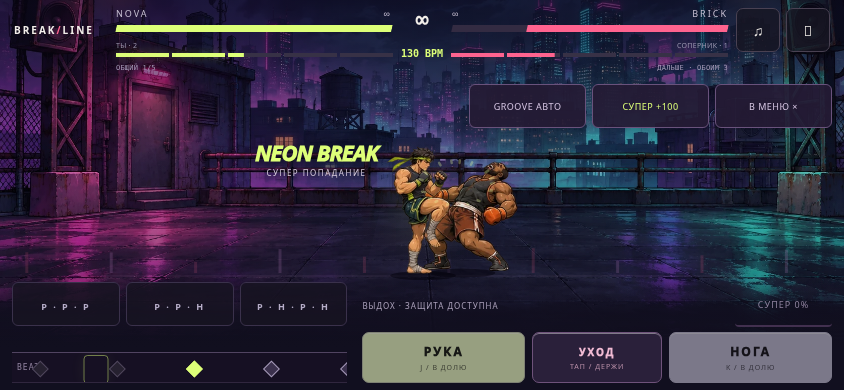 BREAK/LINE
NOVA ∞
∞
∞ BRICK
ТЫ · 2
130 BPM
СОПЕРНИК · 1
ОБЩИЙ 1/5
ДАЛЬШЕ · ОБОИМ 3
GROOVE АВТО
СУПЕР +100
В МЕНЮ ×
NEON BREAK
СУПЕР ПОПАДАНИЕ
Р · Р · Р
Р · Р · Н
Р · Н · Р · Н
ВЫДОХ · ЗАЩИТА ДОСТУПНА
СУПЕР 0%
BEAT
РУКА
J / В ДОЛЮ
УХОД
ТАП / ДЕРЖИ
НОГА
K / В ДОЛЮ